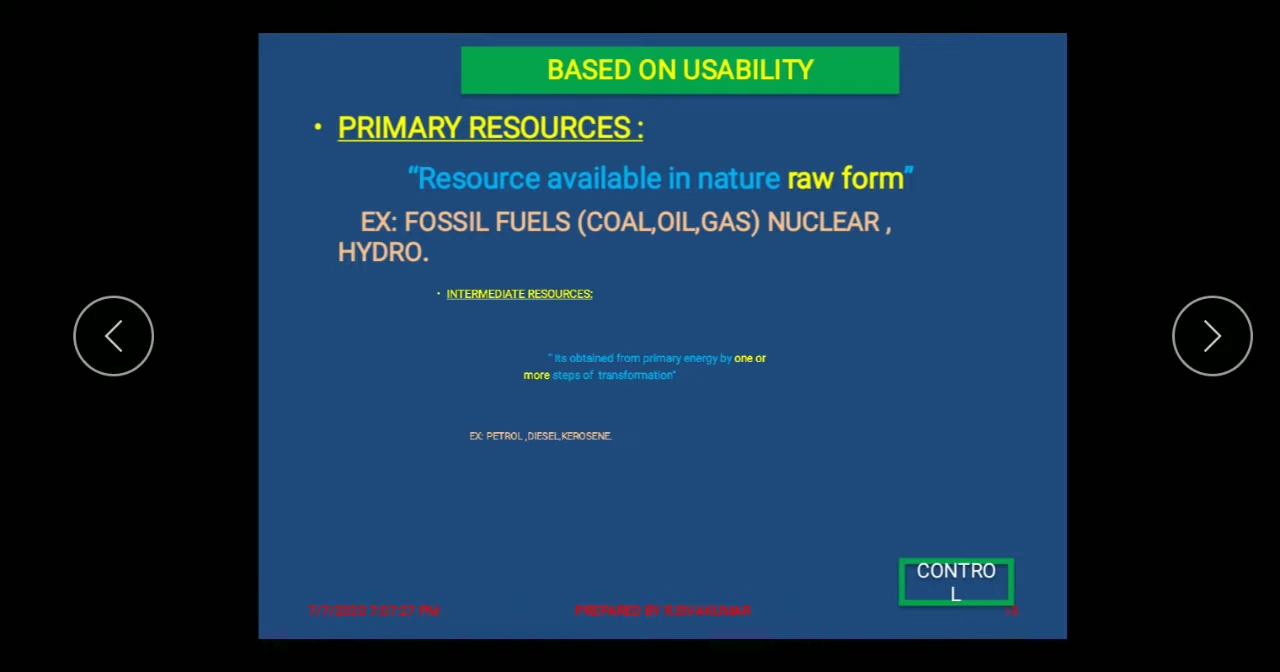 BASED ON USABILITY
• PRIMARY RESOURCES :
“Resource available in nature raw form”
EX: FOSSIL FUELS (COAL,OIL,GAS) NUCLEAR ,
HYDRO.
• INTERMEDIATE RESOURCES:
“ Its obtained from primary energy by one or
more steps of transformation”
EX: PETROL ,DIESEL,KEROSENE.
CONTRO
L
7/7/2020 7:07:27 PM
PREPARED BY R.SIVAKUMAR